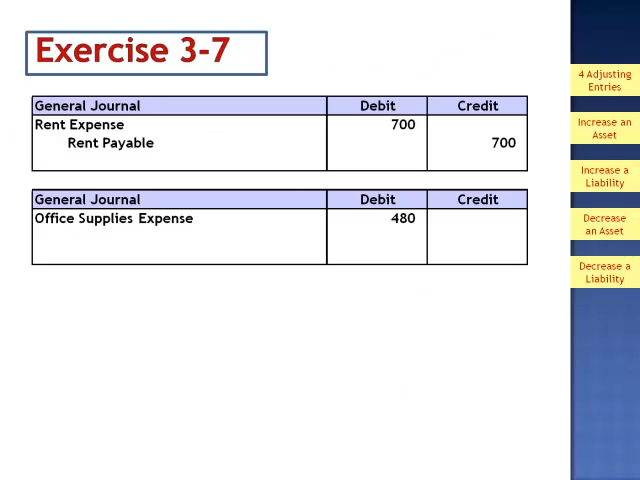 Exercise 3-7
General Journal Debit Credit
Rent Expense 700
Rent Payable 700
General Journal Debit Credit
Office Supplies Expense 480
4 Adjusting
Entries
Increase an
Asset
Increase a
Liability
Decrease
an Asset
Decrease a
Liability